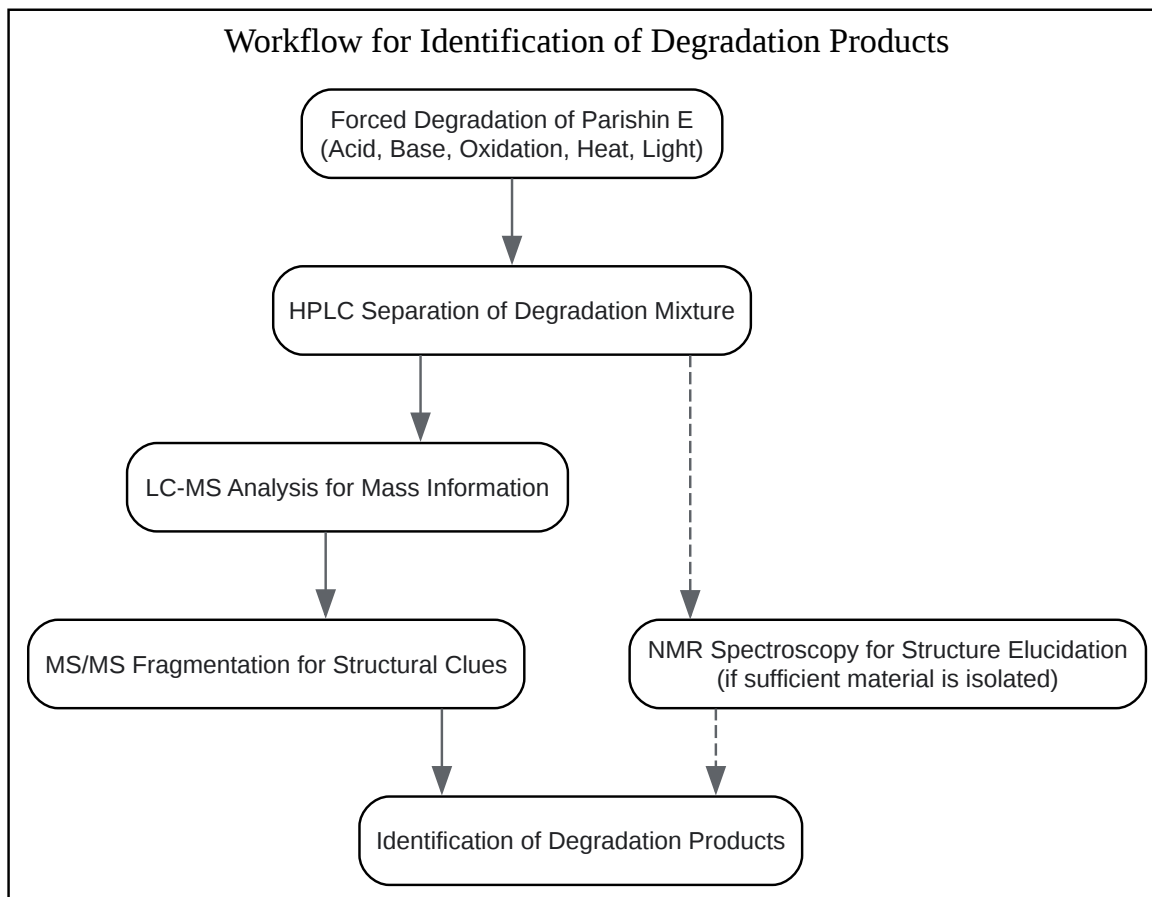 Workflow for Identification of Degradation Products
Forced Degradation of Parishin E
(Acid, Base, Oxidation, Heat, Light)
HPLC Separation of Degradation Mixture
LC-MS Analysis for Mass Information
MS/MS Fragmentation for Structural Clues
NMR Spectroscopy for Structure Elucidation
(if sufficient material is isolated)
Identification of Degradation Products